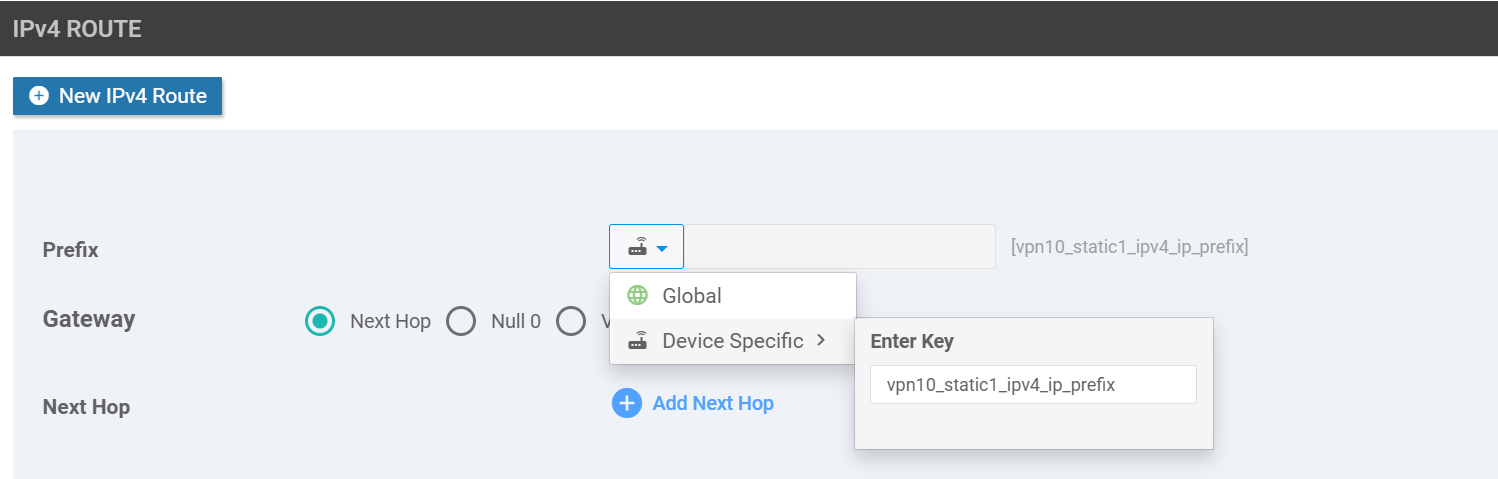 IPv4 ROUTE
New IPv4 Route
Prefix
[vpn10_static1_ipv4_ip_prefix]
Global
Gateway
Next Hop
Null 0
Device Specific
Enter Key
vpn10_static1_ipv4_ip_prefix
Next Hop
Add Next Hop